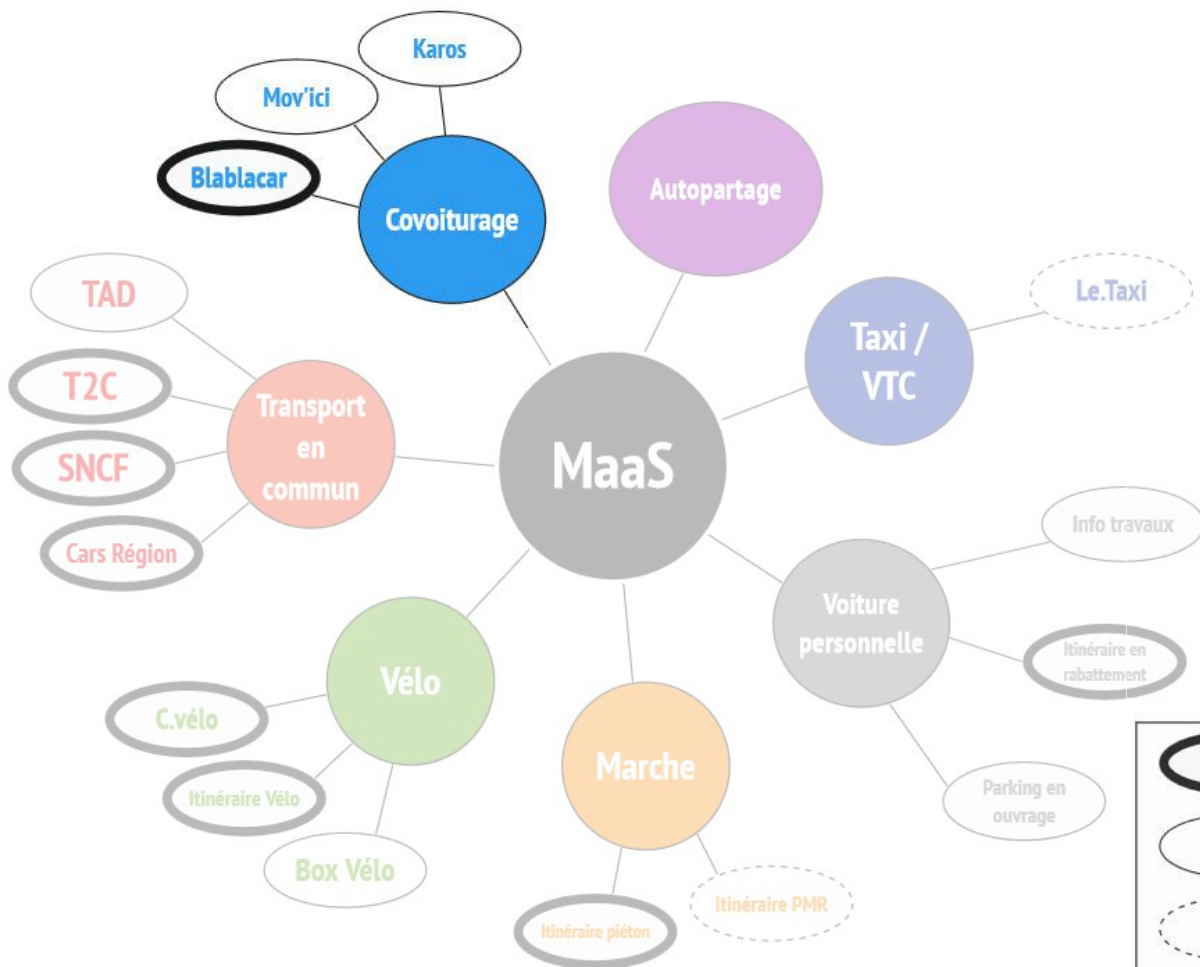 Karos
Mov'ici
Blablacar
Covoiturage
Autopartage
Le.Taxi
Taxi /
VTC
TAD
T2C
SNCF
Cars Région
Transport
en
commun
MaaS
Info travaux
Voiture
personnelle
Itinéraire en
rabattement
Parking en
ouvrage
Vélo
C.vélo
Itinéraire Vélo
Box Vélo
Marche
Itinéraire PMR
Itinéraire piéton